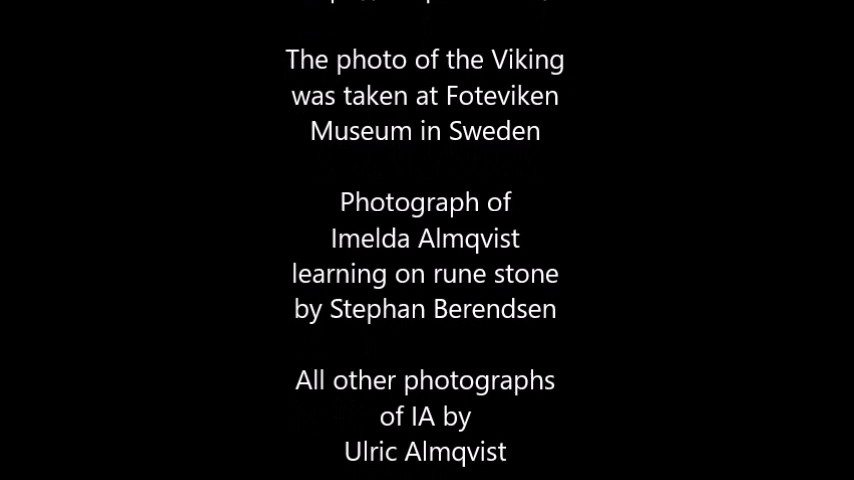 The photo of the Viking
was taken at Foteviken
Museum in Sweden
Photograph of
Imelda Almqvist
learning on rune stone
by Stephan Berendsen
All other photographs
of IA by
Ulric Almqvist